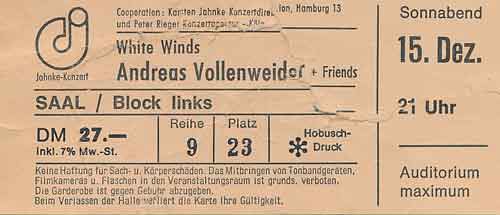 COOPERATION: Karsten Jahnke Konzertdirektion, Hamburg 13
und Peter Rieger Konzertagentur
White Winds
Andreas Vollenweider + Friends
Jahnke-Konzert
SAAL / Block links
DM 27.—
Inkl. 7% Mw.-St.
Reihe
9
Platz
23
Hobusch-
Druck
Keine Haftung für Sach- u. Körperschäden. Das Mitbringen von Tonbandgeräten,
Filmkameras u. Flaschen in den Veranstaltungsraum ist grunds. verboten.
Die Garderobe ist gegen Gebühr abzugeben.
Beim Verlassen der Halle verliert die Karte ihre Gültigkeit.
Sonnabend
15. Dez.
21 Uhr
Auditorium
maximum